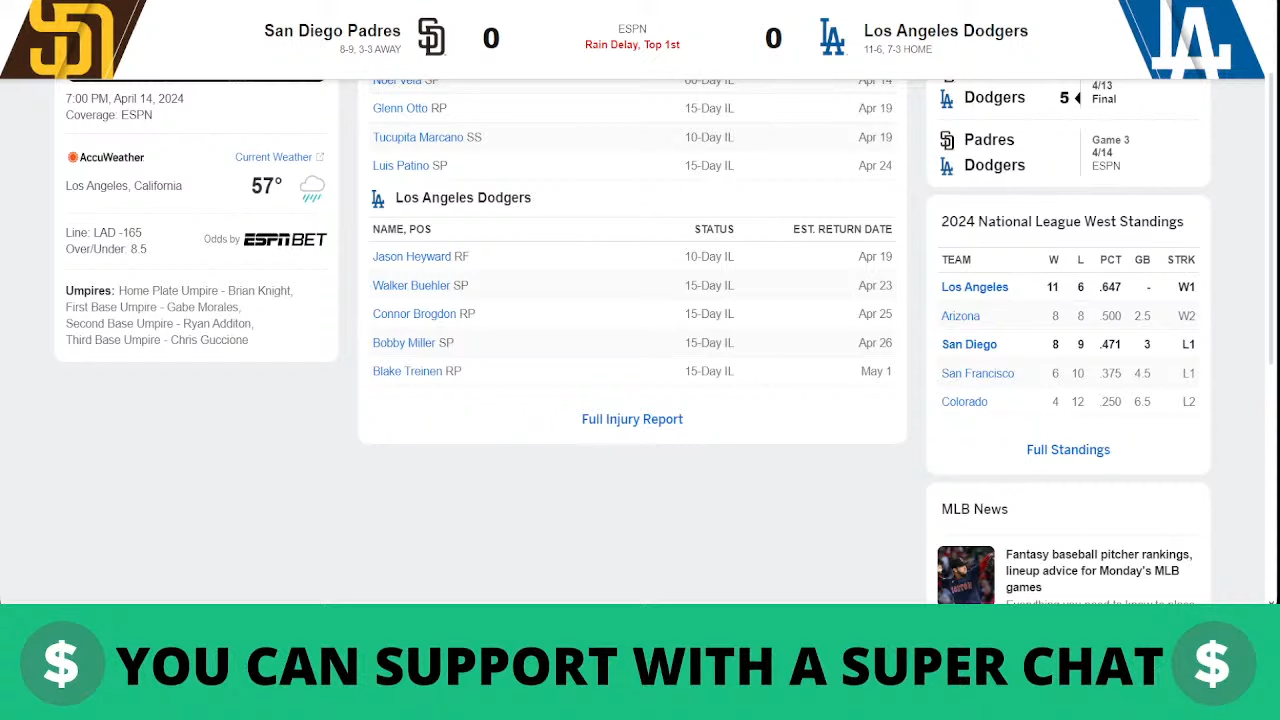 San Diego Padres
8-9, 3-3 AWAY
0
ESPN
Rain Delay, Top 1st
0
Los Angeles Dodgers
11-6, 7-3 HOME
LA
7:00 PM, April 14, 2024
Coverage: ESPN
AccuWeather
Current Weather
Los Angeles, California
57°
Line: LAD -165
Over/Under: 8.5
Odds by ESPN BET
Umpires: Home Plate Umpire - Brian Knight,
First Base Umpire - Gabe Morales,
Second Base Umpire - Ryan Additon,
Third Base Umpire - Chris Guccione
Glenn Otto RP 15-Day IL Apr 19
Tucupita Marcano SS 10-Day IL Apr 19
Luis Patino SP 15-Day IL Apr 24
Los Angeles Dodgers
NAME, POS STATUS EST. RETURN DATE
Jason Heyward RF 10-Day IL Apr 19
Walker Buehler SP 15-Day IL Apr 23
Connor Brogdon RP 15-Day IL Apr 25
Bobby Miller SP 15-Day IL Apr 26
Blake Treinen RP 15-Day IL May 1
Full Injury Report
Dodgers 5
4/13
Final
Padres
Dodgers
Game 3
4/14
ESPN
2024 National League West Standings
TEAM W L PCT GB STRK
Los Angeles 11 6 .647 - W1
Arizona 8 8 .500 2.5 W2
San Diego 8 9 .471 3 L1
San Francisco 6 10 .375 4.5 L1
Colorado 4 12 .250 6.5 L2
Full Standings
MLB News
Fantasy baseball pitcher rankings,
lineup advice for Monday's MLB
games
$ YOU CAN SUPPORT WITH A SUPER CHAT $